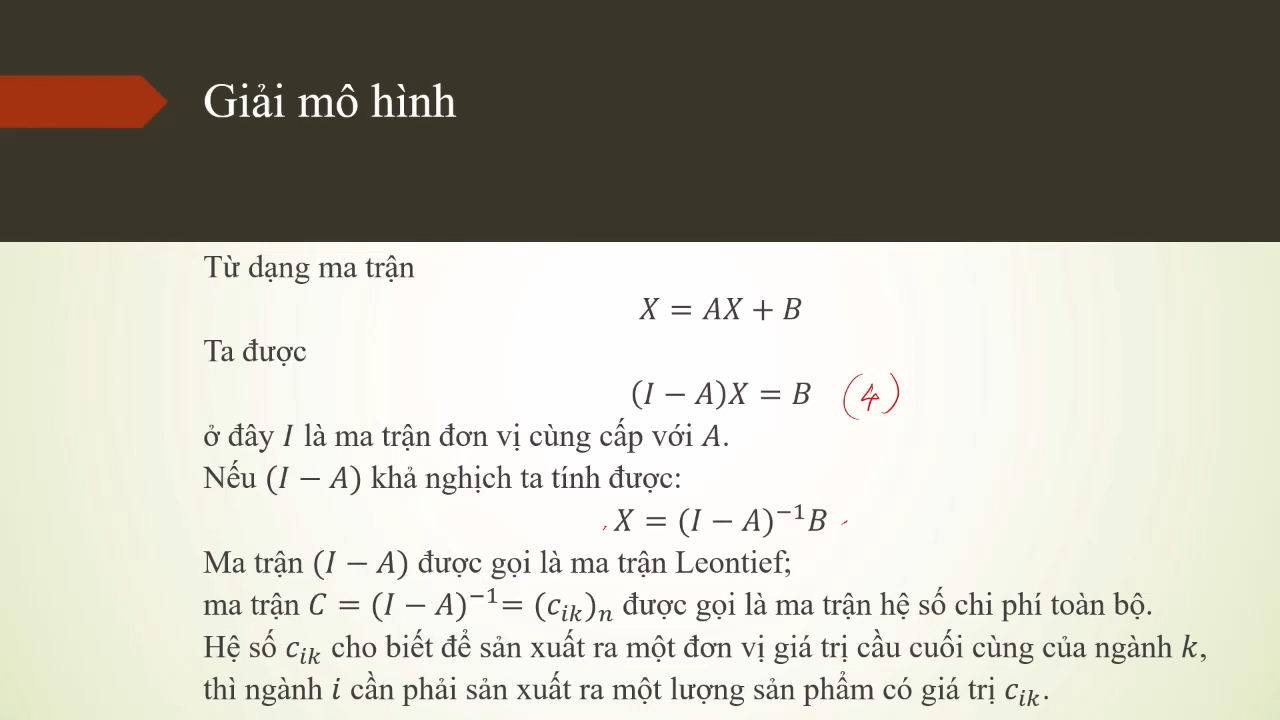 Giải mô hình
Từ dạng ma trận
X = AX + B
Ta được
(I − A)X = B (4)
ở đây I là ma trận đơn vị cùng cấp với A.
Nếu (I − A) khả nghịch ta tính được:
X = (I − A)⁻¹B
Ma trận (I − A) được gọi là ma trận Leontief;
ma trận C = (I − A)⁻¹= (cᵢₖ)ₙ được gọi là ma trận hệ số chi phí toàn bộ.
Hệ số cᵢₖ cho biết để sản xuất ra một đơn vị giá trị cầu cuối cùng của ngành k,
thì ngành i cần phải sản xuất ra một lượng sản phẩm có giá trị cᵢₖ.